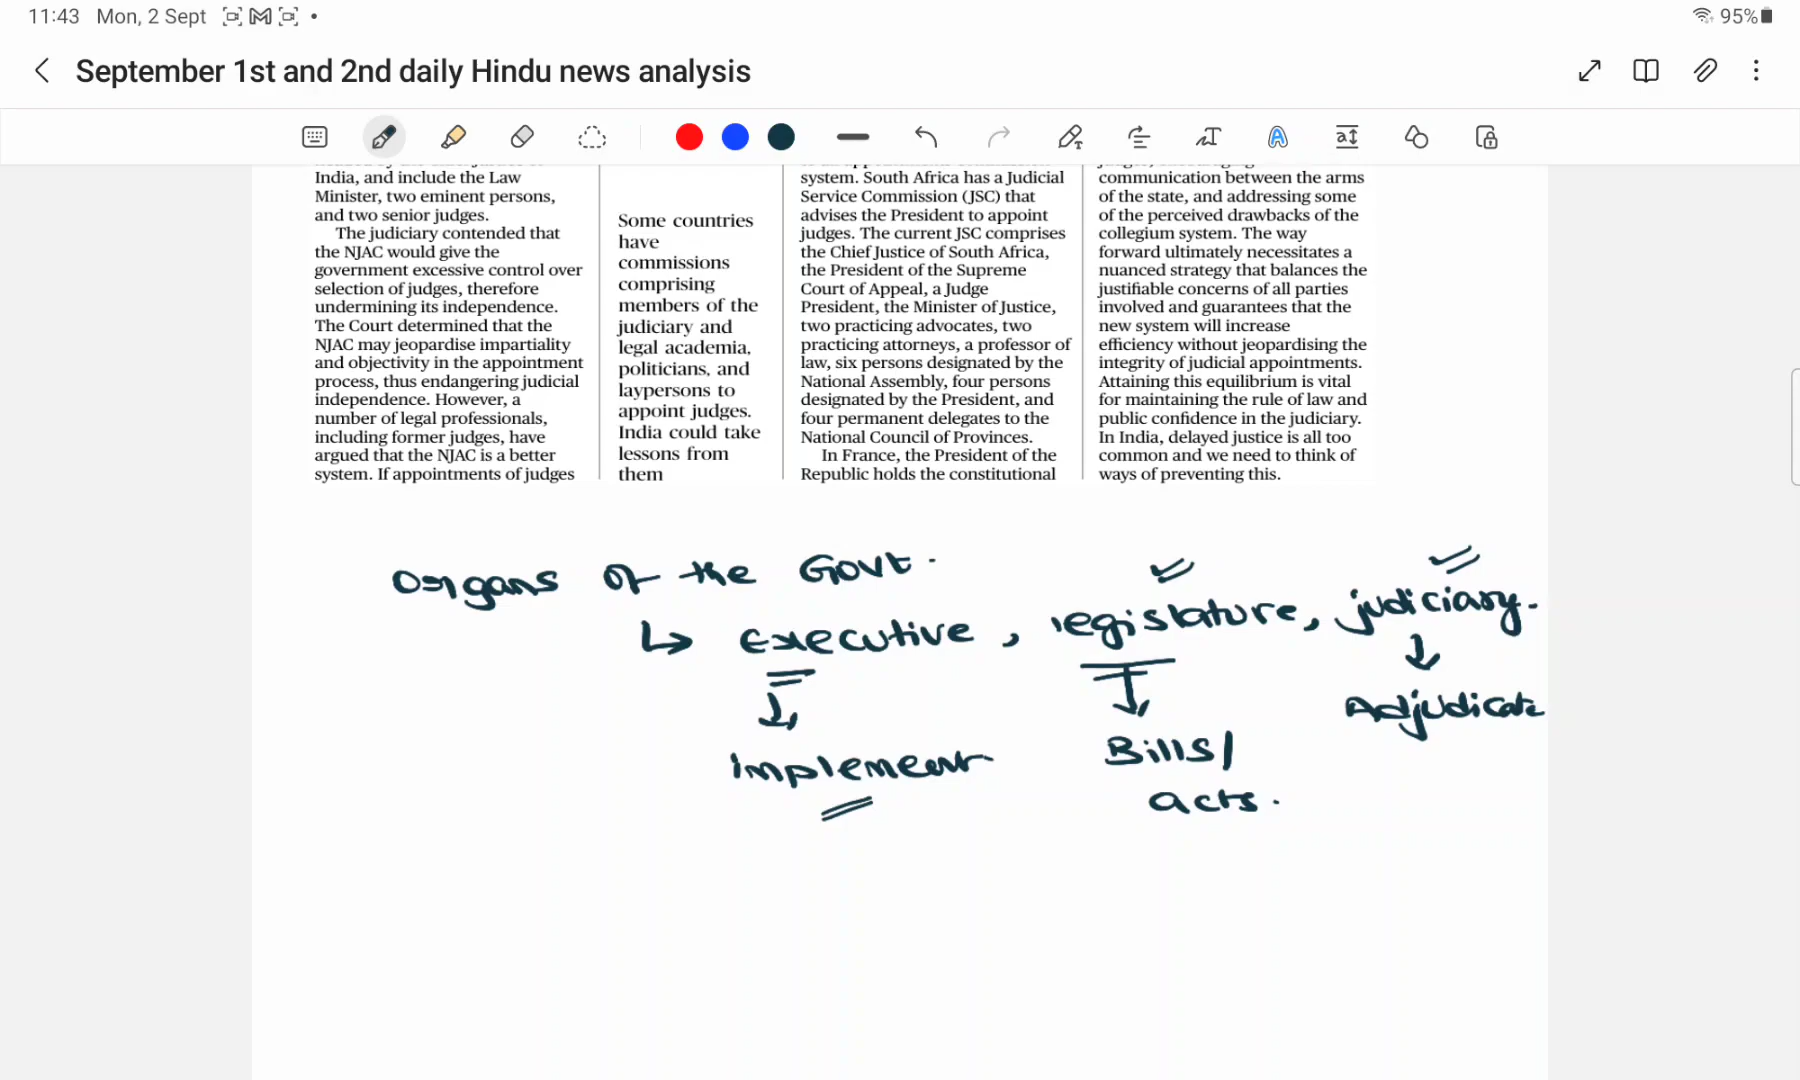 11:43 Mon, 2 Sept
95%
September 1st and 2nd daily Hindu news analysis
India, and include the Law
Minister, two eminent persons,
and two senior judges.
The judiciary contended that
the NJAC would give the
government excessive control over
selection of judges, therefore
undermining its independence.
The Court determined that the
NJAC may jeopardise impartiality
and objectivity in the appointment
process, thus endangering judicial
independence. However, a
number of legal professionals,
including former judges, have
argued that the NJAC is a better
system. If appointments of judges
Some countries
have
commissions
comprising
members of the
judiciary and
legal academia,
politicians, and
laypersons to
appoint judges.
India could take
lessons from
them
system. South Africa has a Judicial
Service Commission (JSC) that
advises the President to appoint
judges. The current JSC comprises
the Chief Justice of South Africa,
the President of the Supreme
Court of Appeal, a Judge
President, the Minister of Justice,
two practicing advocates, two
practicing attorneys, a professor of
law, six persons designated by the
National Assembly, four persons
designated by the President, and
four permanent delegates to the
National Council of Provinces.
In France, the President of the
Republic holds the constitutional
communication between the arms
of the state, and addressing some
of the perceived drawbacks of the
collegium system. The way
forward ultimately necessitates a
nuanced strategy that balances the
justifiable concerns of all parties
involved and guarantees that the
new system will increase
efficiency without jeopardising the
integrity of judicial appointments.
Attaining this equilibrium is vital
for maintaining the rule of law and
public confidence in the judiciary.
In India, delayed justice is all too
common and we need to think of
ways of preventing this.
Organs of the Govt.
↳ Executive, legislature, judiciary.
Implement
Bills/
acts.
Adjudicate